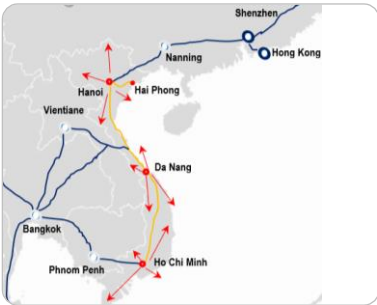 Shenzhen
Hong Kong
Nanning
Hanoi
Hai Phong
Vientiane
Da Nang
Bangkok
Ho Chi Minh
Phnom Penh